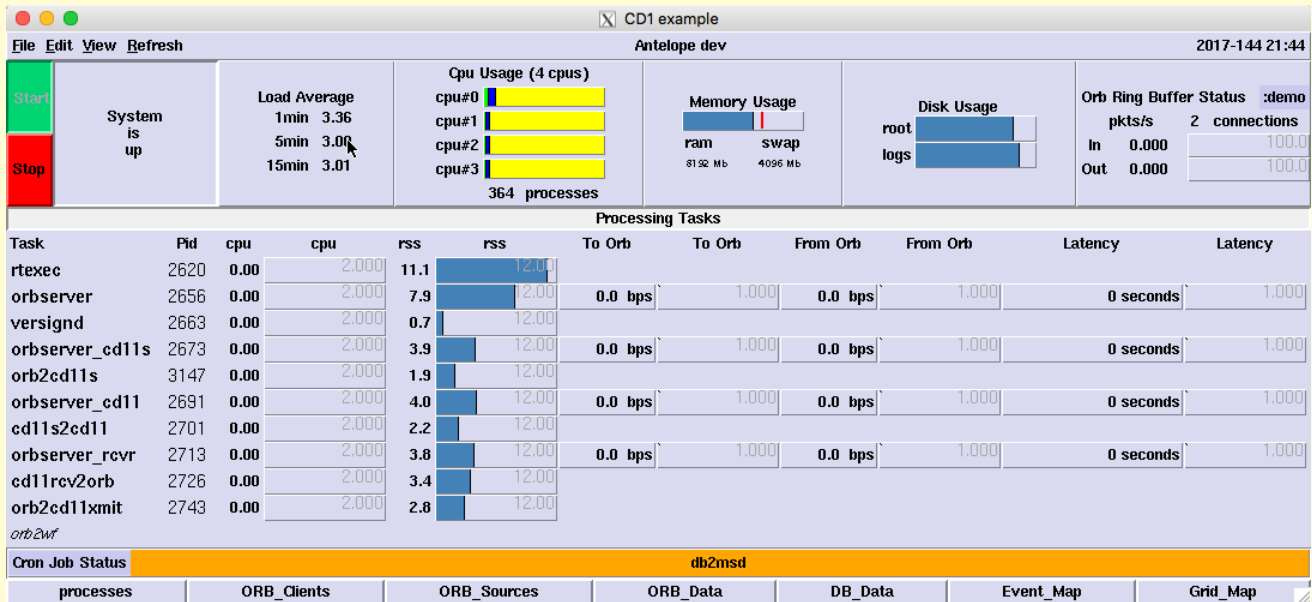 CD1 example
File Edit View Refresh Antelope dev 2017-144 21:44
Start
Stop
System
is
up
Load Average
1min 3.36
5min 3.00
15min 3.01
Cpu Usage (4 cpus)
cpu#0
cpu#1
cpu#2
cpu#3
364 processes
Memory Usage
ram swap
8192 Mb 4096 Mb
Disk Usage
root
logs
Orb Ring Buffer Status :demo
pkts/s 2 connections
In 0.000 100.0
Out 0.000 100.0
Processing Tasks
Task Pid cpu cpu rss rss To Orb To Orb From Orb From Orb Latency Latency
rtexec 2620 0.00 2.000 11.1 12.00
orbserver 2656 0.00 2.000 7.9 12.00 0.0 bps 1.000 0.0 bps 1.000 0 seconds 1.000
versignd 2663 0.00 2.000 0.7 12.00
orbserver_cd11s 2673 0.00 2.000 3.9 12.00 0.0 bps 1.000 0.0 bps 1.000 0 seconds 1.000
orb2cd11s 3147 0.00 2.000 1.9 12.00
orbserver_cd11 2691 0.00 2.000 4.0 12.00 0.0 bps 1.000 0.0 bps 1.000 0 seconds 1.000
cd11s2cd11 2701 0.00 2.000 2.2 12.00
orbserver_rcvr 2713 0.00 2.000 3.8 12.00 0.0 bps 1.000 0.0 bps 1.000 0 seconds 1.000
cd11rcv2orb 2726 0.00 2.000 3.4 12.00
orb2cd11xmit 2743 0.00 2.000 2.8 12.00
orb2wf
Cron Job Status db2msd
processes ORB_Clients ORB_Sources ORB_Data DB_Data Event_Map Grid_Map